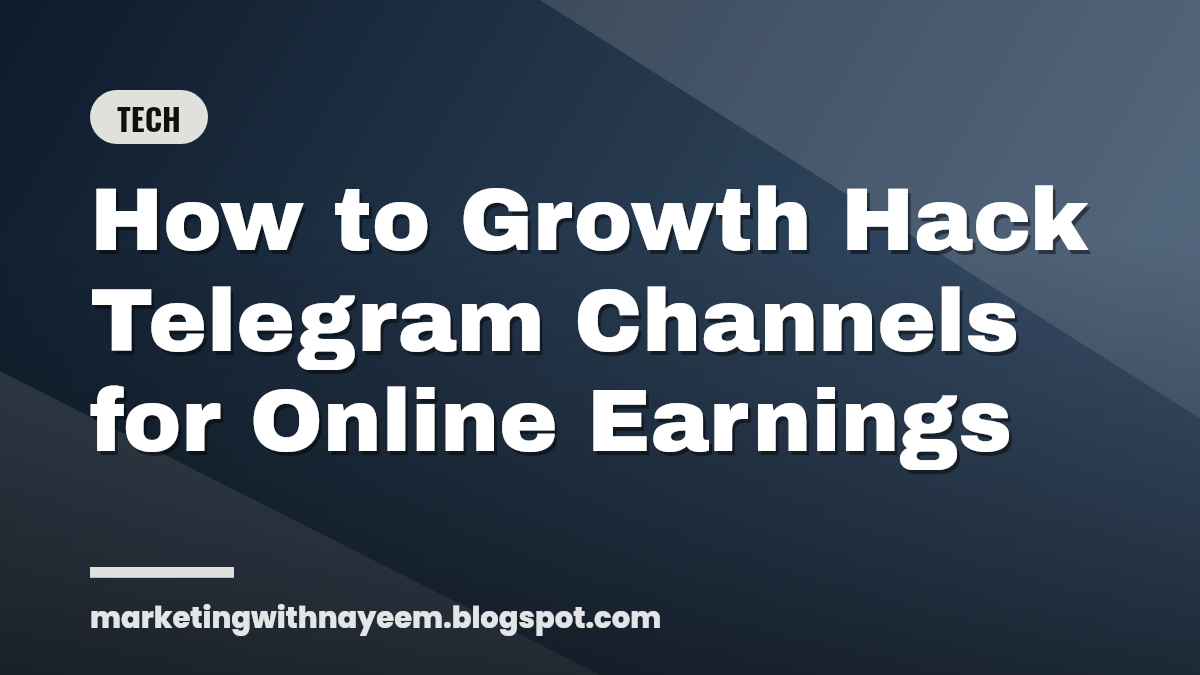 TECH
How to Growth Hack
Telegram Channels
for Online Earnings
marketingwithnayeem.blogspot.com